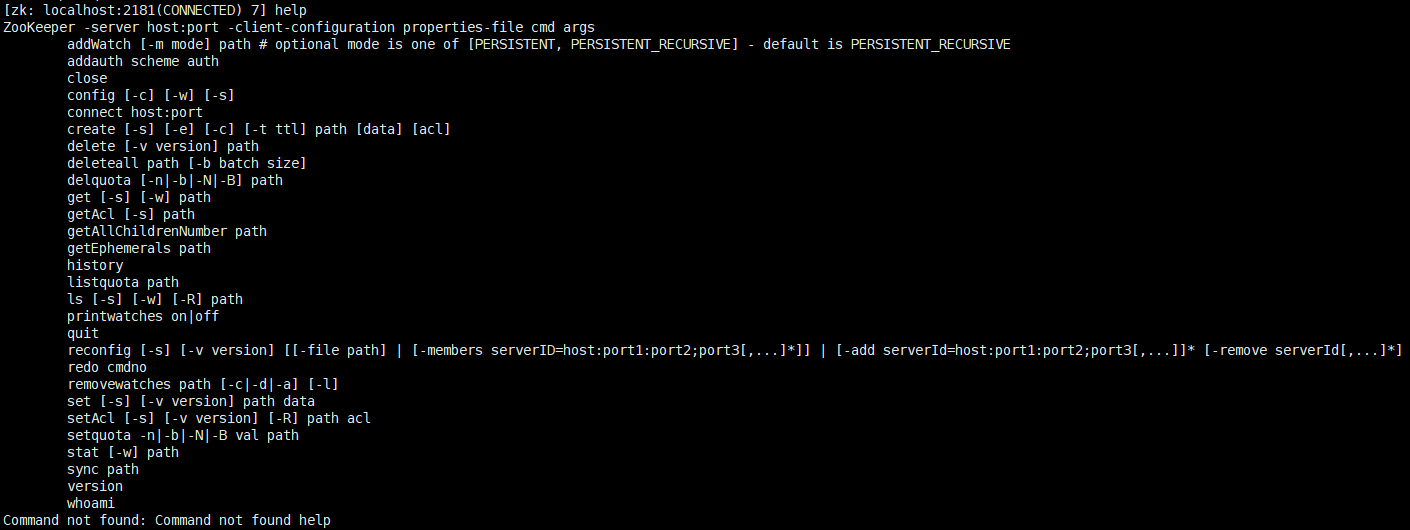 [zk: localhost:2181(CONNECTED) 7] help
ZooKeeper -server host:port -client-configuration properties-file cmd args
addWatch [-m mode] path # optional mode is one of [PERSISTENT, PERSISTENT_RECURSIVE] - default is PERSISTENT_RECURSIVE
addauth scheme auth
close
config [-c] [-w] [-s]
connect host:port
create [-s] [-e] [-c] [-t ttl] path [data] [acl]
delete [-v version] path
deleteall path [-b batch size]
delquota [-n|-b|-N|-B] path
get [-s] [-w] path
getAcl [-s] path
getAllChildrenNumber path
getEphemerals path
history
listquota path
ls [-s] [-w] [-R] path
printwatches on|off
quit
reconfig [-s] [-v version] [[-file path] | [-members serverID=host:port1:port2;port3[,...]*]] | [-add serverId=host:port1:port2;port3[,...]]* [-remove serverId[,...]*]
redo cmdno
removewatches path [-c|-d|-a] [-l]
set [-s] [-v version] path data
setAcl [-s] [-v version] [-R] path acl
setquota -n|-b|-N|-B val path
stat [-w] path
sync path
version
whoami
Command not found: Command not found help